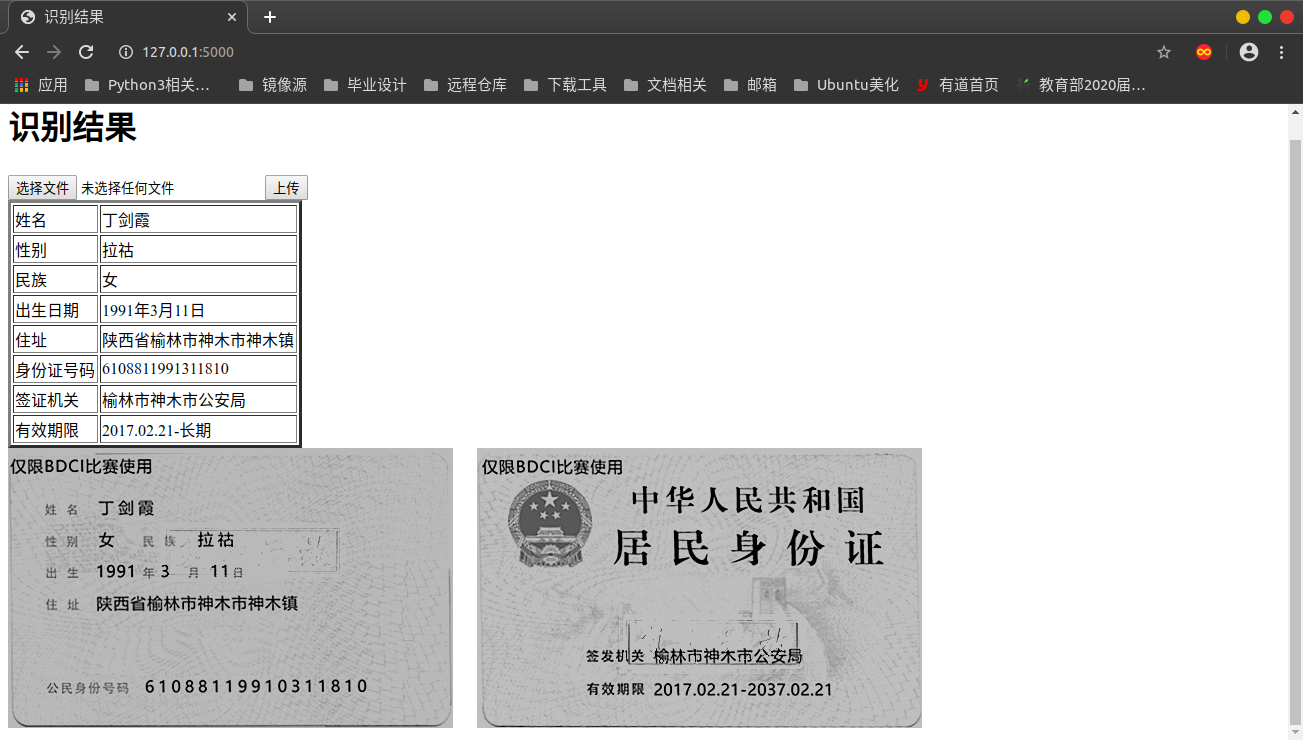 识别结果
127.0.0.1:5000
应用 Python3相关… 镜像源 毕业设计 远程仓库 下载工具 文档相关 邮箱 Ubuntu美化 有道首页 教育部2020届…
识别结果
选择文件 未选择任何文件 上传
姓名 丁剑霞
性别 拉祜
民族 女
出生日期 1991年3月11日
住址 陕西省榆林市神木市神木镇
身份证号码 6108811991311810
签证机关 榆林市神木市公安局
有效期限 2017.02.21-长期
仅限BDCI比赛使用
姓名 丁剑霞
性别 女 民族 拉祜
出生 1991 年 3 月 11 日
住址 陕西省榆林市神木市神木镇
公民身份号码 61088119910311810
仅限BDCI比赛使用
中华人民共和国
居民身份证
签发机关 榆林市神木市公安局
有效期限 2017.02.21-2037.02.21